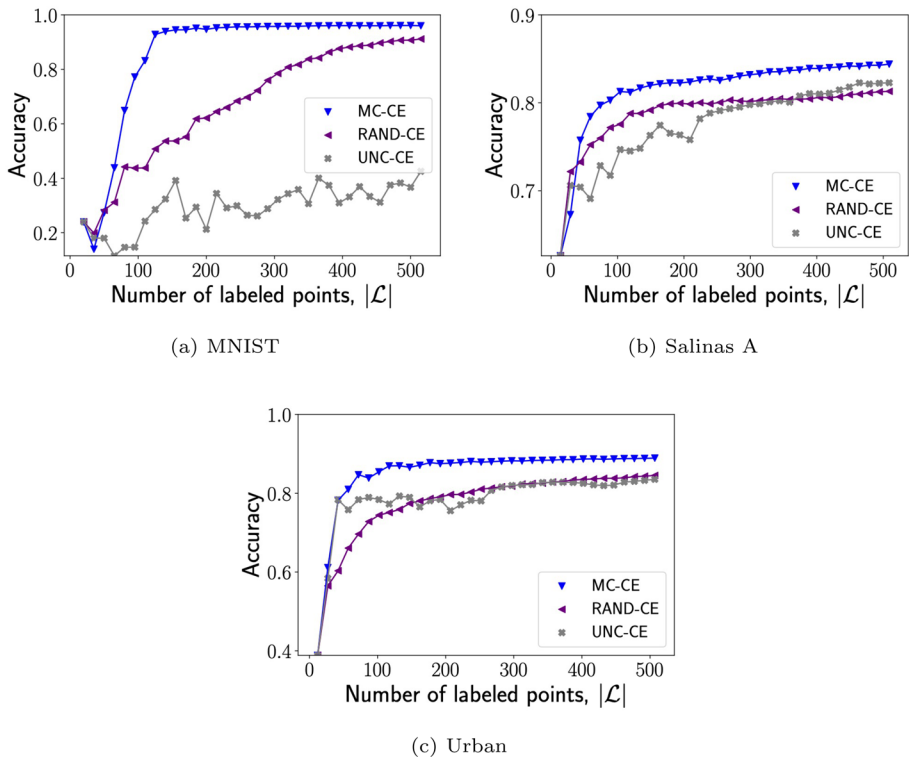 1.0
0.8
0.6
0.4
0.2
Accuracy
MC-CE
RAND-CE
UNC-CE
0 100 200 300 400 500
Number of labeled points, |ℒ|
(a) MNIST
0.9
0.8
0.7
Accuracy
MC-CE
RAND-CE
UNC-CE
0 100 200 300 400 500
Number of labeled points, |ℒ|
(b) Salinas A
1.0
0.8
0.6
0.4
Accuracy
MC-CE
RAND-CE
UNC-CE
0 100 200 300 400 500
Number of labeled points, |ℒ|
(c) Urban